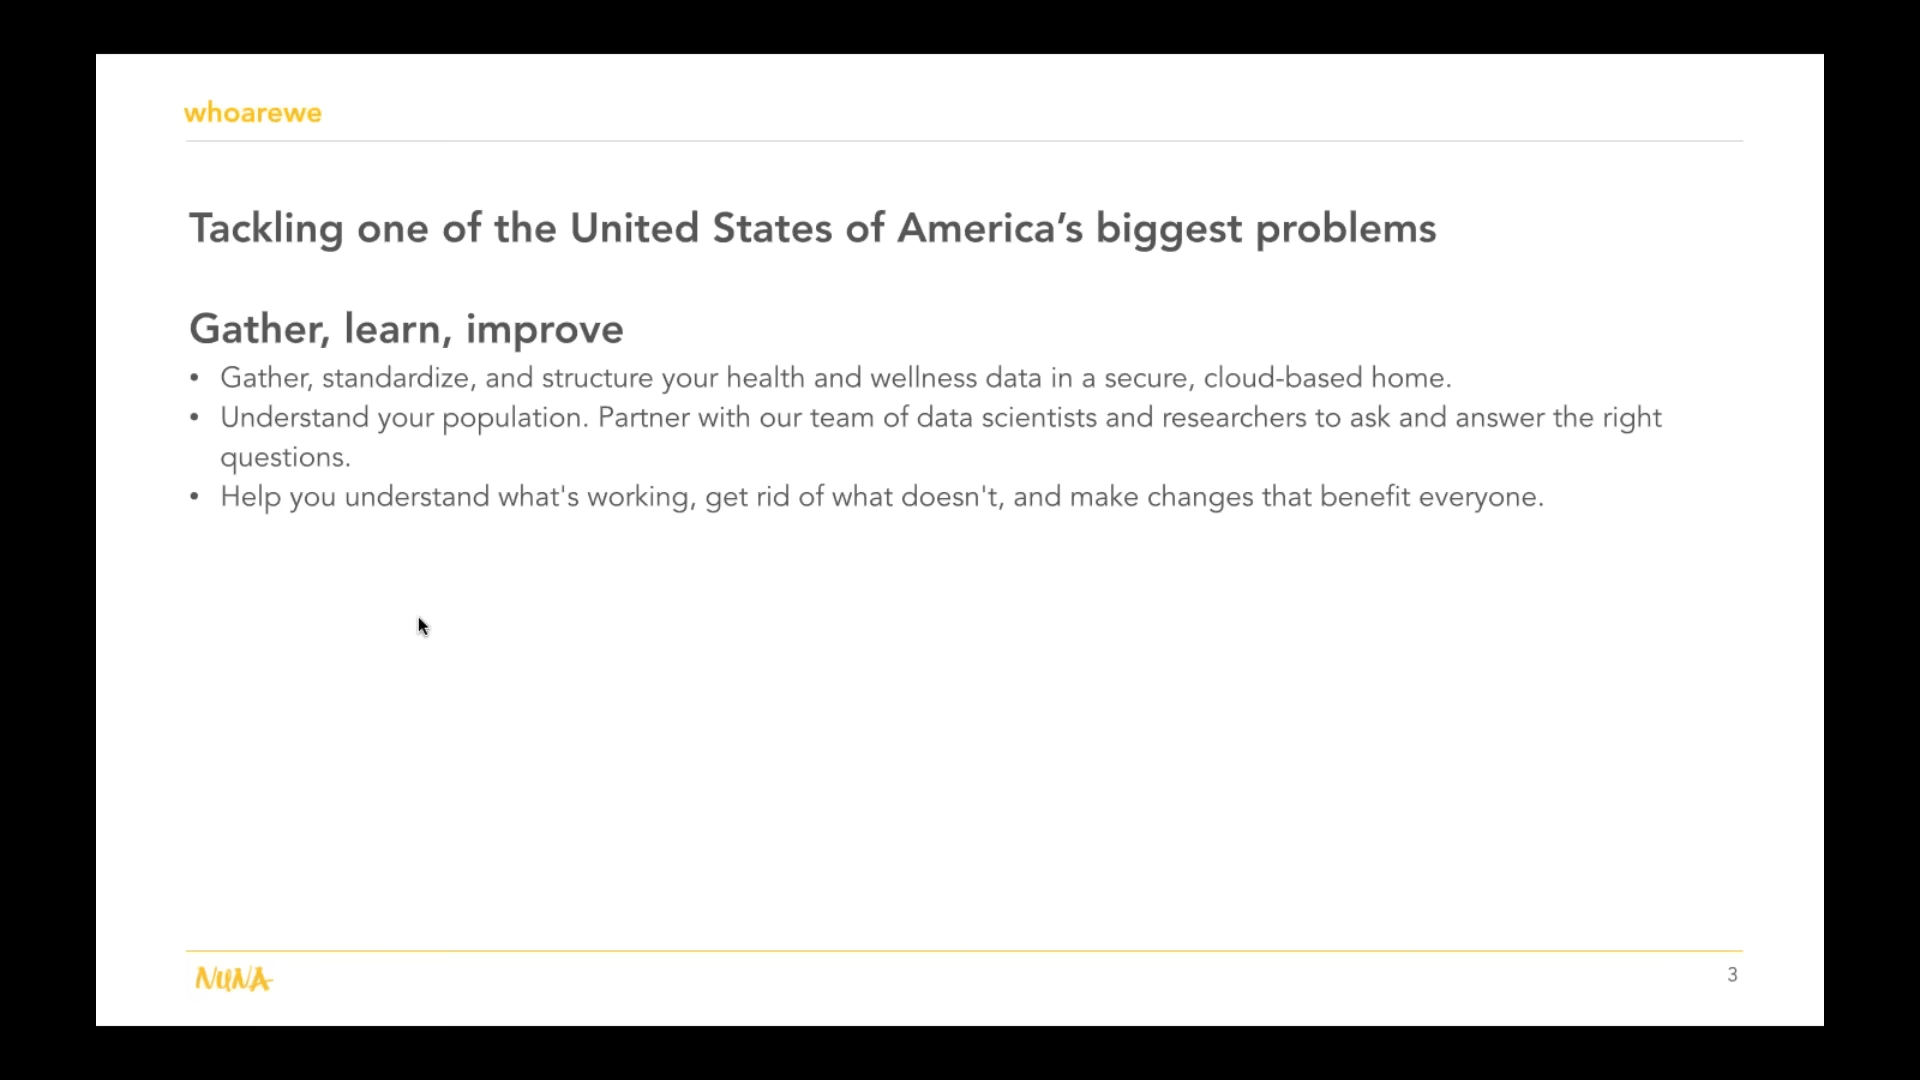 whoarewe
Tackling one of the United States of America’s biggest problems
Gather, learn, improve
• Gather, standardize, and structure your health and wellness data in a secure, cloud-based home.
• Understand your population. Partner with our team of data scientists and researchers to ask and answer the right
questions.
• Help you understand what's working, get rid of what doesn't, and make changes that benefit everyone.
NUNA
3